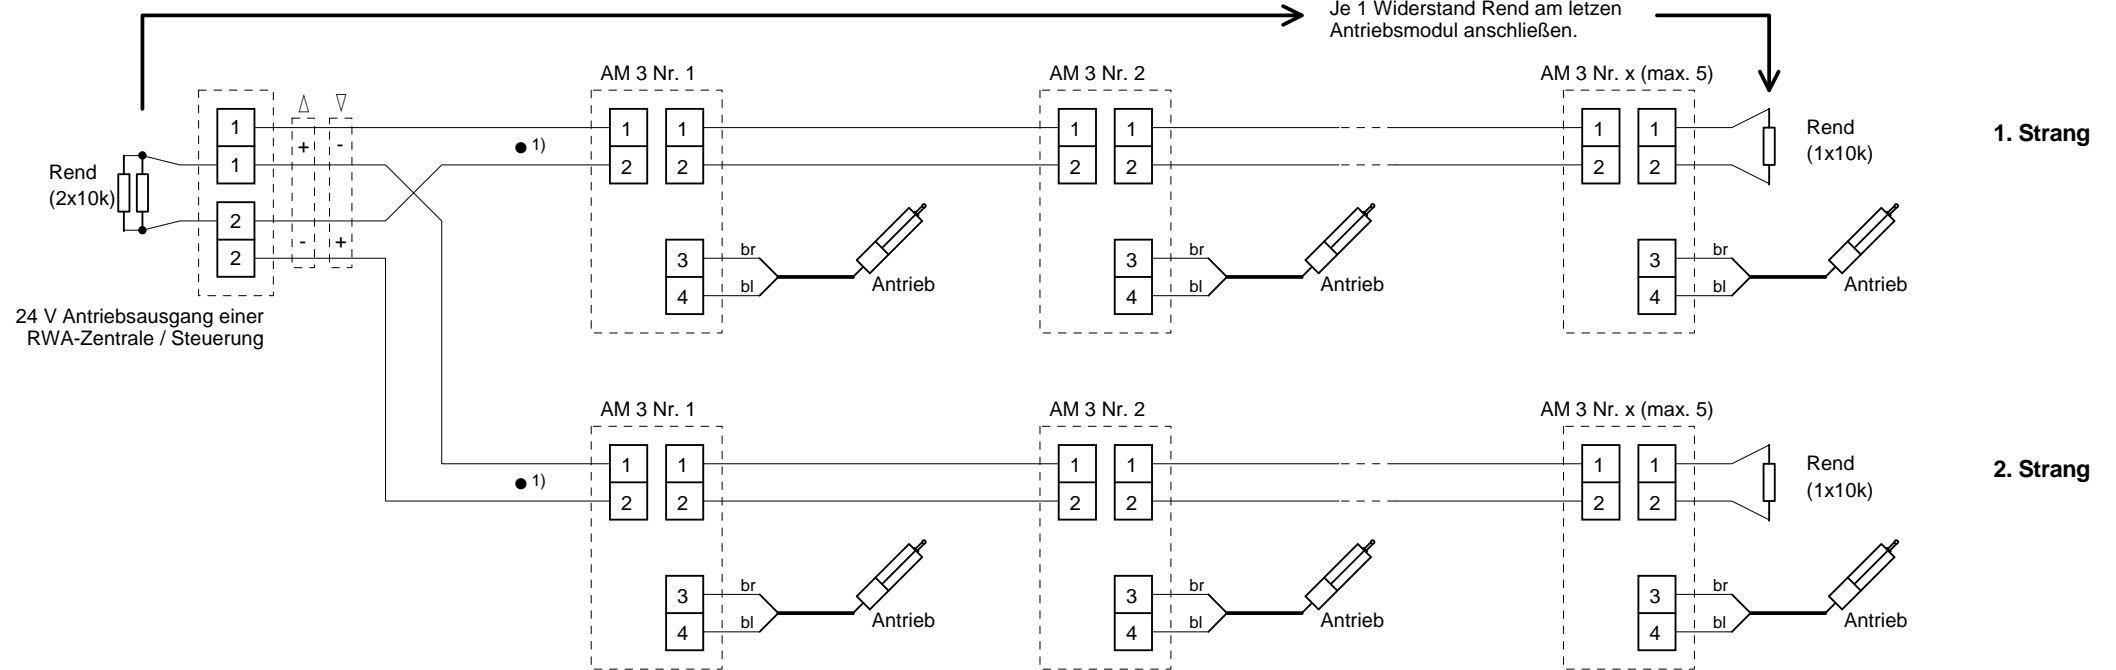 Je 1 Widerstand Rend am letzen
Antriebsmodul anschließen.
AM 3 Nr. 1
AM 3 Nr. 2
AM 3 Nr. x (max. 5)
1
1
2
2
+
-
-
+
Rend
(2x10k)
24 V Antriebsausgang einer
RWA-Zentrale / Steuerung
1)
1 1
2 2
3 br
4 bl
Antrieb
1 1
2 2
3 br
4 bl
Antrieb
1 1
2 2
3 br
4 bl
Antrieb
Rend
(1x10k)
1. Strang
AM 3 Nr. 1
AM 3 Nr. 2
AM 3 Nr. x (max. 5)
1)
1 1
2 2
3 br
4 bl
Antrieb
1 1
2 2
3 br
4 bl
Antrieb
1 1
2 2
3 br
4 bl
Antrieb
Rend
(1x10k)
2. Strang